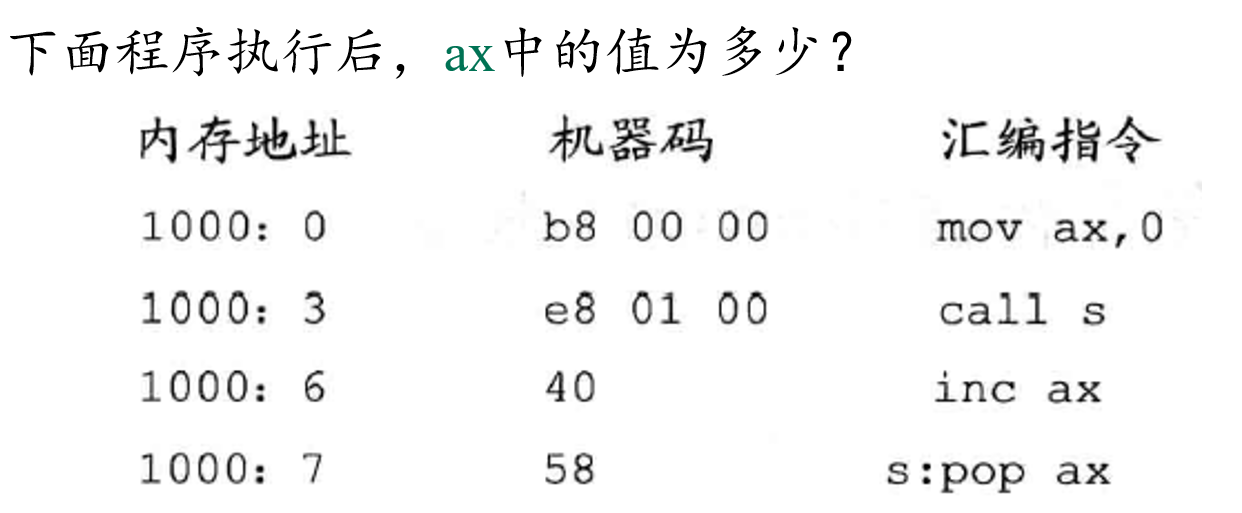 下面程序执行后，ax中的值为多少？
内存地址 机器码 汇编指令
1000: 0 b8 00 00 mov ax,0
1000: 3 e8 01 00 call s
1000: 6 40 inc ax
1000: 7 58 s:pop ax